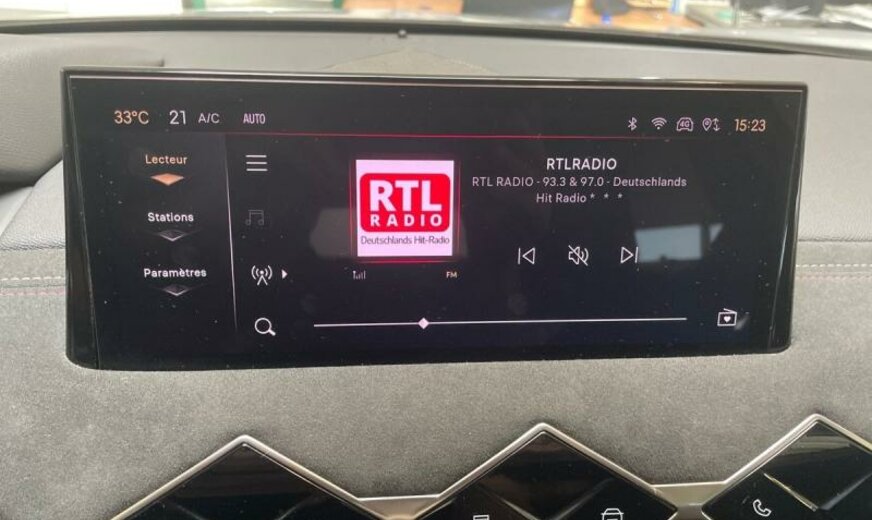 33°C 21 A/C AUTO 4G 15:23
Lecteur
Stations
Paramètres
RTL
RADIO
Deutschlands Hit-Radio
FM
RTLRADIO
RTL RADIO - 93.3 & 97.0 - Deutschlands
Hit Radio * * *